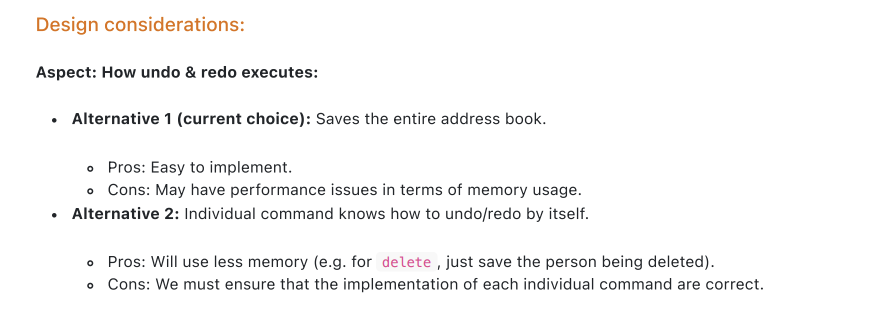 Design considerations:
Aspect: How undo & redo executes:
• Alternative 1 (current choice): Saves the entire address book.
◦ Pros: Easy to implement.
◦ Cons: May have performance issues in terms of memory usage.
• Alternative 2: Individual command knows how to undo/redo by itself.
◦ Pros: Will use less memory (e.g. for delete, just save the person being deleted).
◦ Cons: We must ensure that the implementation of each individual command are correct.